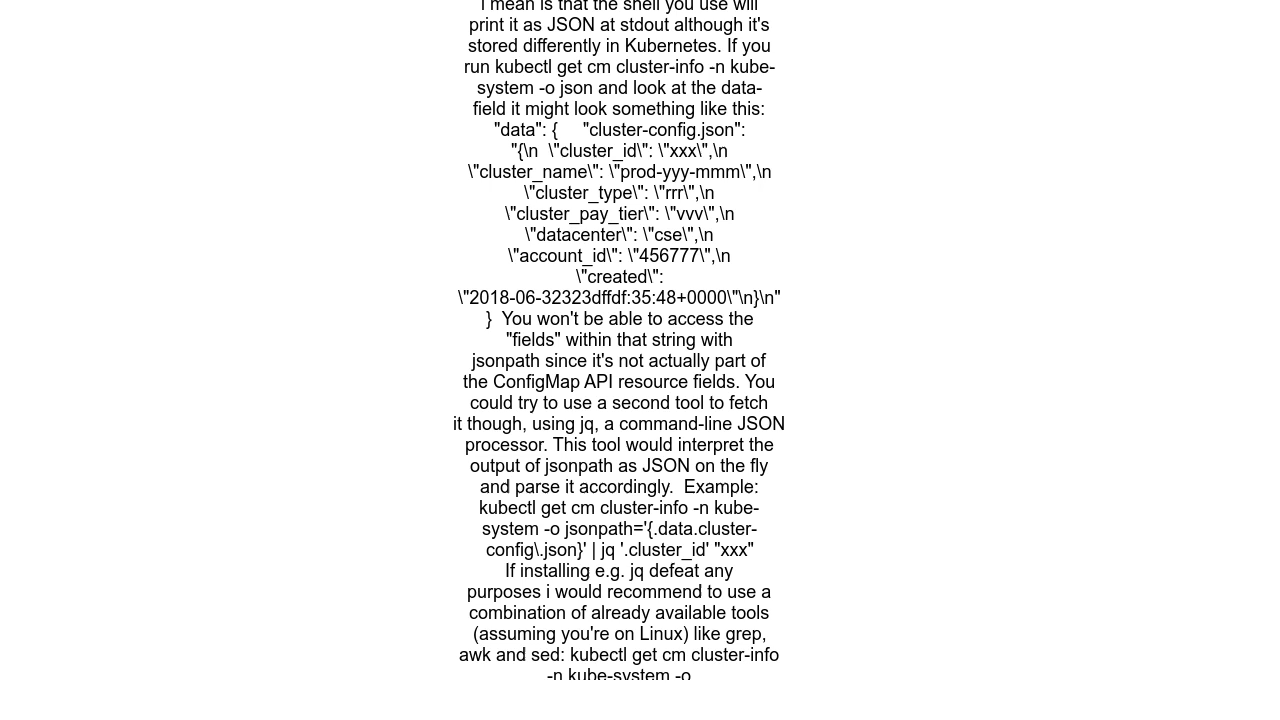 i mean is that the shell you use will
print it as JSON at stdout although it's
stored differently in Kubernetes. If you
run kubectl get cm cluster-info -n kube-
system -o json and look at the data-
field it might look something like this:
"data": {     "cluster-config.json":
"{\n  \"cluster_id\": \"xxx\",\n
\"cluster_name\": \"prod-yyy-mmm\",\n
\"cluster_type\": \"rrr\",\n
\"cluster_pay_tier\": \"vvv\",\n
\"datacenter\": \"cse\",\n
\"account_id\": \"456777\",\n
\"created\":
\"2018-06-32323dffdf:35:48+0000\"\n}\n"
}  You won't be able to access the
"fields" within that string with
jsonpath since it's not actually part of
the ConfigMap API resource fields. You
could try to use a second tool to fetch
it though, using jq, a command-line JSON
processor. This tool would interpret the
output of jsonpath as JSON on the fly
and parse it accordingly.  Example:
kubectl get cm cluster-info -n kube-
system -o jsonpath='{.data.cluster-
config\.json}' | jq '.cluster_id' "xxx"
If installing e.g. jq defeat any
purposes i would recommend to use a
combination of already available tools
(assuming you're on Linux) like grep,
awk and sed: kubectl get cm cluster-info
-n kube-system -o